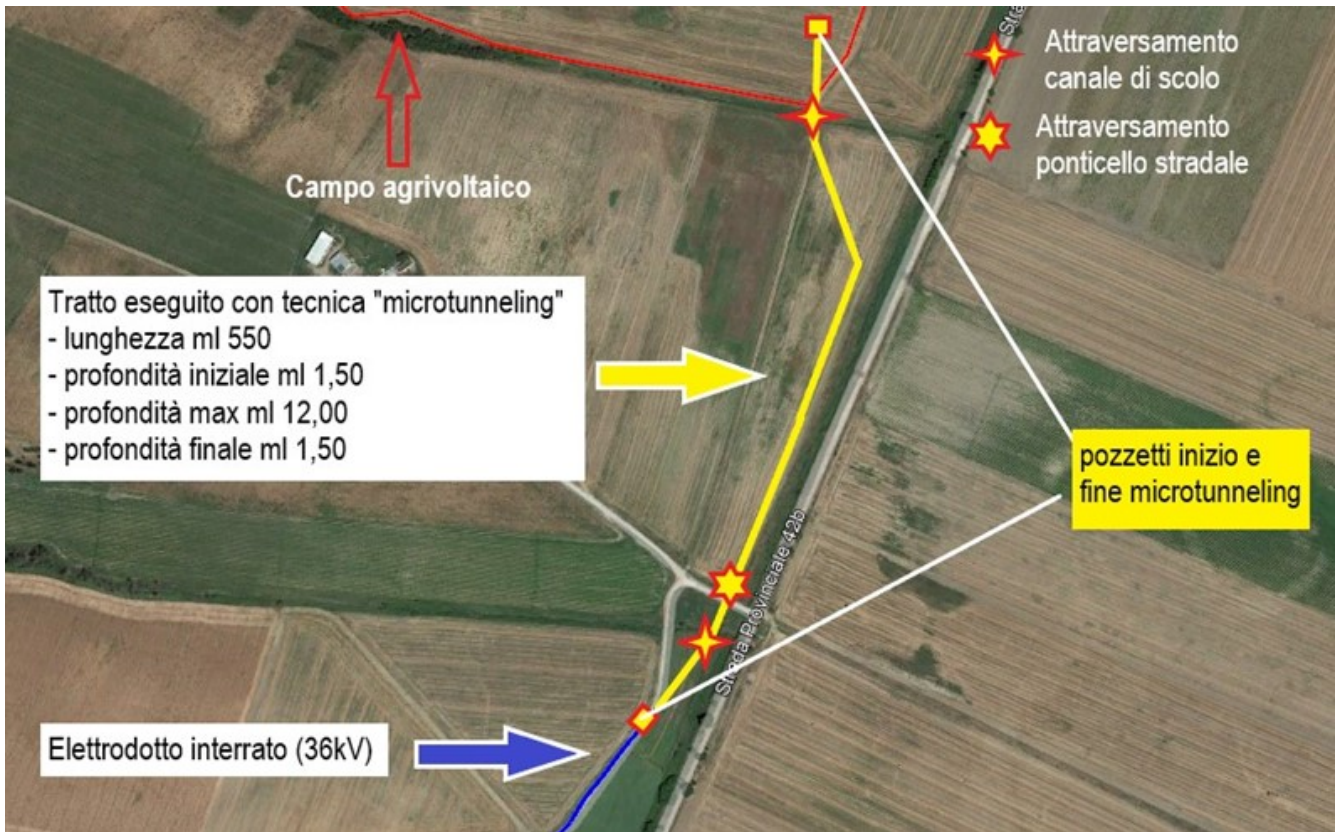 Stra
Attraversamento
canale di scolo
Attraversamento
ponticello stradale
Campo agrivoltaico
Tratto eseguito con tecnica "microtunneling"
- lunghezza ml 550
- profondità iniziale ml 1,50
- profondità max ml 12,00
- profondità finale ml 1,50
pozzetti inizio e
fine microtunneling
Strada Provinciale 42b
Elettrodotto interrato (36kV)